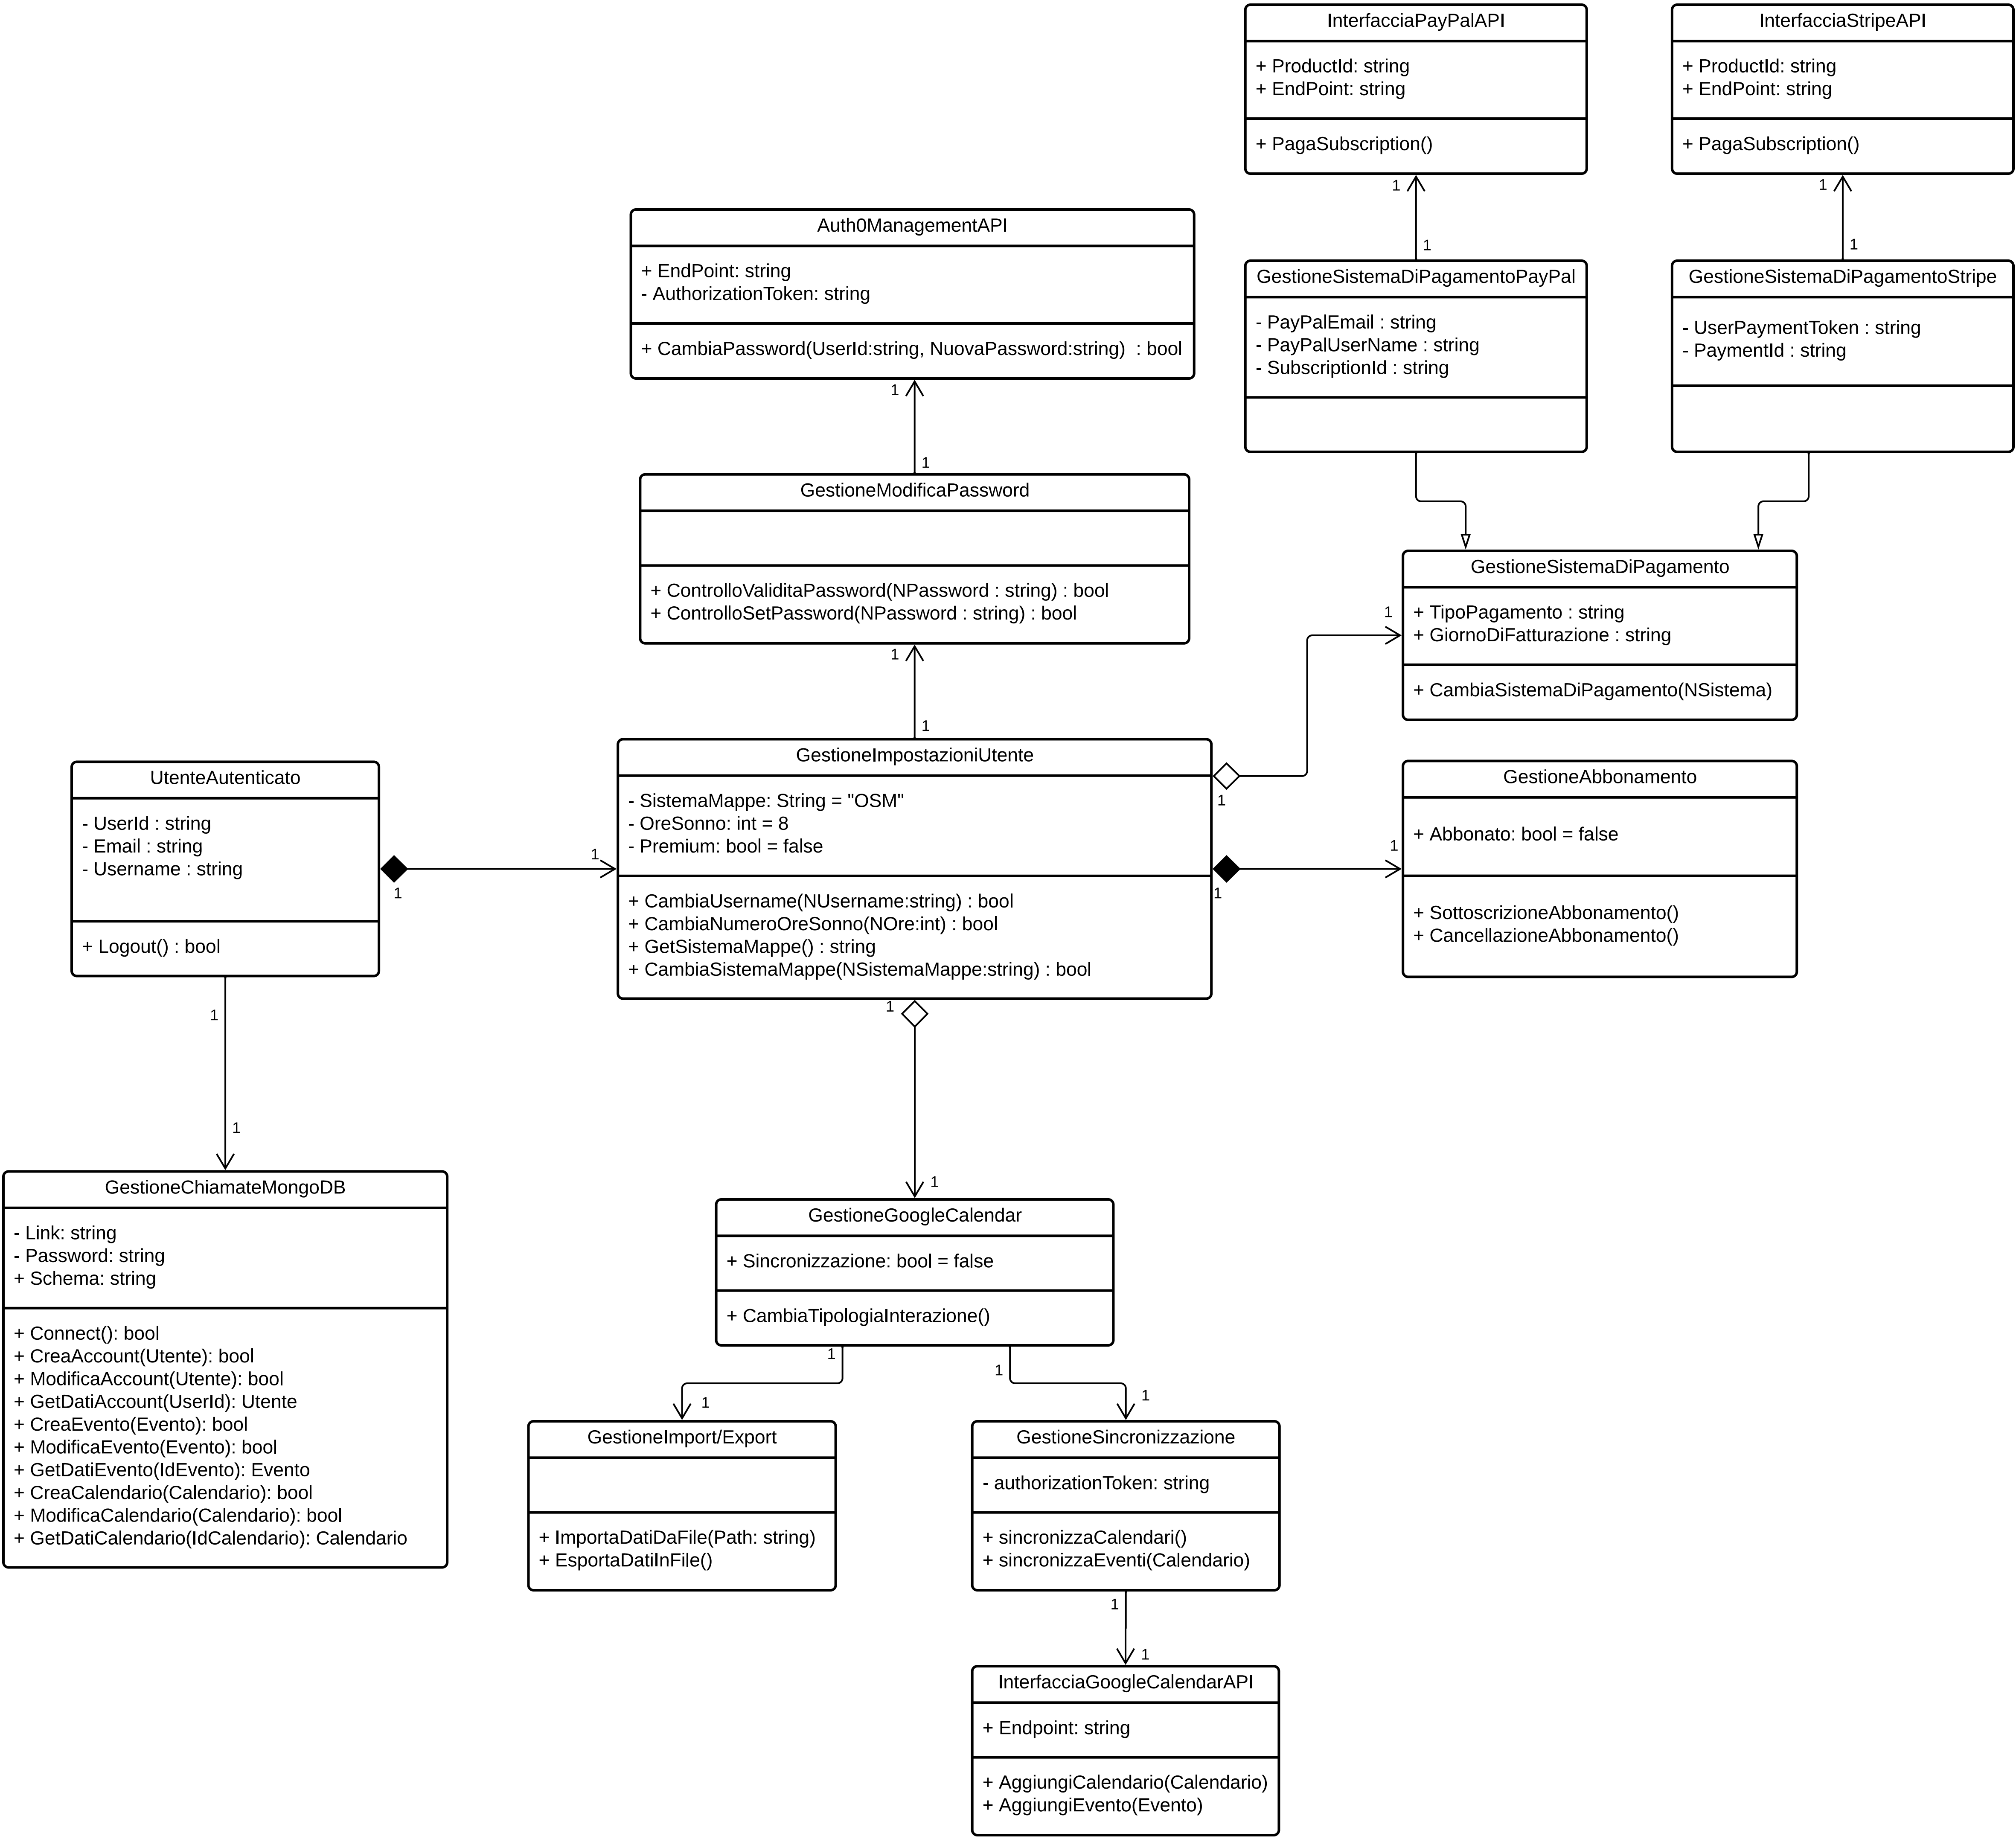 InterfacciaPayPalAPI
+ ProductId: string
+ EndPoint: string
+ PagaSubscription()
1
1
InterfacciaStripeAPI
+ ProductId: string
+ EndPoint: string
+ PagaSubscription()
1
1
Auth0ManagementAPI
+ EndPoint: string
- AuthorizationToken: string
+ CambiaPassword(UserId:string, NuovaPassword:string)  : bool
1
1
GestioneSistemaDiPagamentoPayPal
- PayPalEmail : string
- PayPalUserName : string
- SubscriptionId : string
GestioneSistemaDiPagamentoStripe
- UserPaymentToken : string
- PaymentId : string
GestioneModificaPassword
+ ControlloValiditaPassword(NPassword : string) : bool
+ ControlloSetPassword(NPassword : string) : bool
1
1
GestioneSistemaDiPagamento
+ TipoPagamento : string
+ GiornoDiFatturazione : string
+ CambiaSistemaDiPagamento(NSistema)
1
1
UtenteAutenticato
- UserId : string
- Email : string
- Username : string
+ Logout() : bool
1
1
GestioneImpostazioniUtente
- SistemaMappe: String = "OSM"
- OreSonno: int = 8
- Premium: bool = false
+ CambiaUsername(NUsername:string) : bool
+ CambiaNumeroOreSonno(NOre:int) : bool
+ GetSistemaMappe() : string
+ CambiaSistemaMappe(NSistemaMappe:string) : bool
1
1
GestioneAbbonamento
+ Abbonato: bool = false
+ SottoscrizioneAbbonamento()
+ CancellazioneAbbonamento()
1
1
1
1
GestioneChiamateMongoDB
- Link: string
- Password: string
+ Schema: string
+ Connect(): bool
+ CreaAccount(Utente): bool
+ ModificaAccount(Utente): bool
+ GetDatiAccount(UserId): Utente
+ CreaEvento(Evento): bool
+ ModificaEvento(Evento): bool
+ GetDatiEvento(IdEvento): Evento
+ CreaCalendario(Calendario): bool
+ ModificaCalendario(Calendario): bool
+ GetDatiCalendario(IdCalendario): Calendario
GestioneGoogleCalendar
+ Sincronizzazione: bool = false
+ CambiaTipologiaInterazione()
1
1
1
1
GestioneImport/Export
+ ImportaDatiDaFile(Path: string)
+ EsportaDatiInFile()
GestioneSincronizzazione
- authorizationToken: string
+ sincronizzaCalendari()
+ sincronizzaEventi(Calendario)
1
1
InterfacciaGoogleCalendarAPI
+ Endpoint: string
+ AggiungiCalendario(Calendario)
+ AggiungiEvento(Evento)